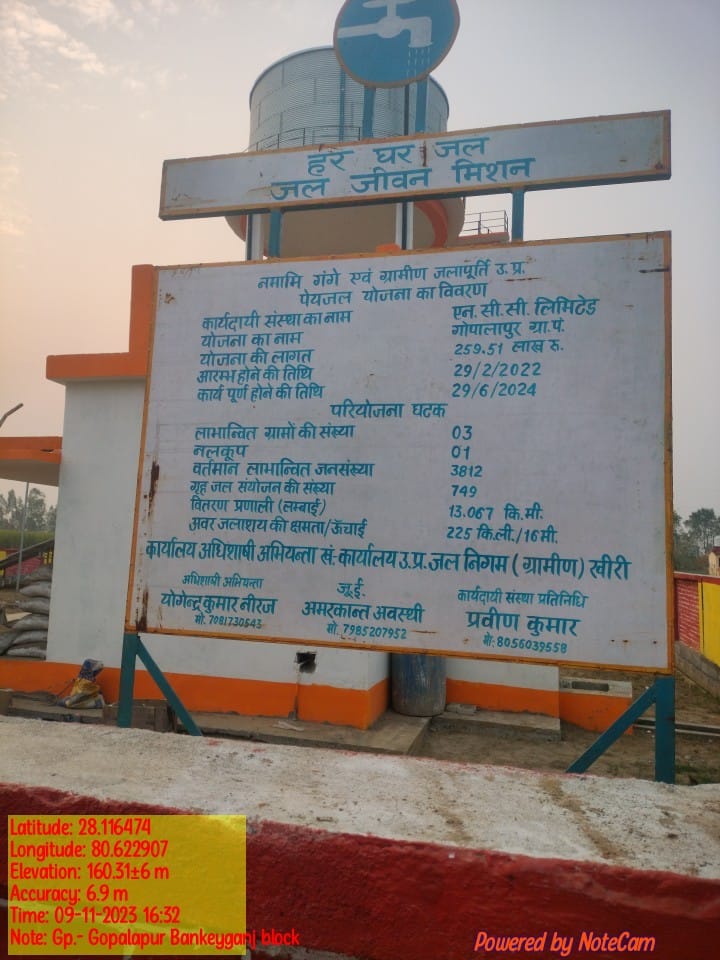 हर घर जल
जल जीवन मिशन
नमामि गंगे एवं ग्रामीण जलापूर्ति उ.प्र.
पेयजल योजना का विवरण
कार्यदायी संस्था का नाम एन.सी.सी. लिमिटेड
योजना का नाम गोपालापुर ग्रा.पं.
योजना की लागत 259.51 लाख रु.
आरम्भ होने की तिथि 29/2/2022
कार्य पूर्ण होने की तिथि 29/6/2024
परियोजना घटक
लाभान्वित ग्रामों की संख्या 03
नलकूप 01
वर्तमान लाभान्वित जनसंख्या 3812
गृह जल संयोजन की संख्या 749
वितरण प्रणाली (लम्बाई) 13.067 कि.मी.
अवर जलाशय की क्षमता/ऊँचाई 225 कि.ली./16मी.
कार्यालय अधिशाषी अभियन्ता सं: कार्यालय उ.प्र. जल निगम (ग्रामीण) खीरी
अधिशाषी अभियन्ता जू.ई. कार्यदायी संस्था प्रतिनिधि
योगेन्द्र कुमार नीरज अमरकान्त अवस्थी प्रवीण कुमार
मो: 7081730543 मो: 7985207952 मो: 8056039558
Latitude: 28.116474
Longitude: 80.622907
Elevation: 160.31±6 m
Accuracy: 6.9 m
Time: 09-11-2023 16:32
Note: Gp.- Gopalapur Bankeyganj block
Powered by NoteCam